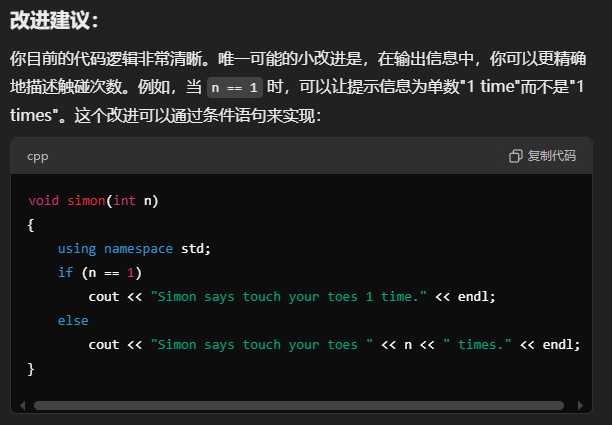 改进建议：
你目前的代码逻辑非常清晰。唯一可能的小改进是，在输出信息中，你可以更精确
地描述触碰次数。例如，当 n == 1 时，可以让提示信息为单数"1 time"而不是"1
times"。这个改进可以通过条件语句来实现：
cpp
复制代码
void simon(int n)
{
    using namespace std;
    if (n == 1)
        cout << "Simon says touch your toes 1 time." << endl;
    else
        cout << "Simon says touch your toes " << n << " times." << endl;
}